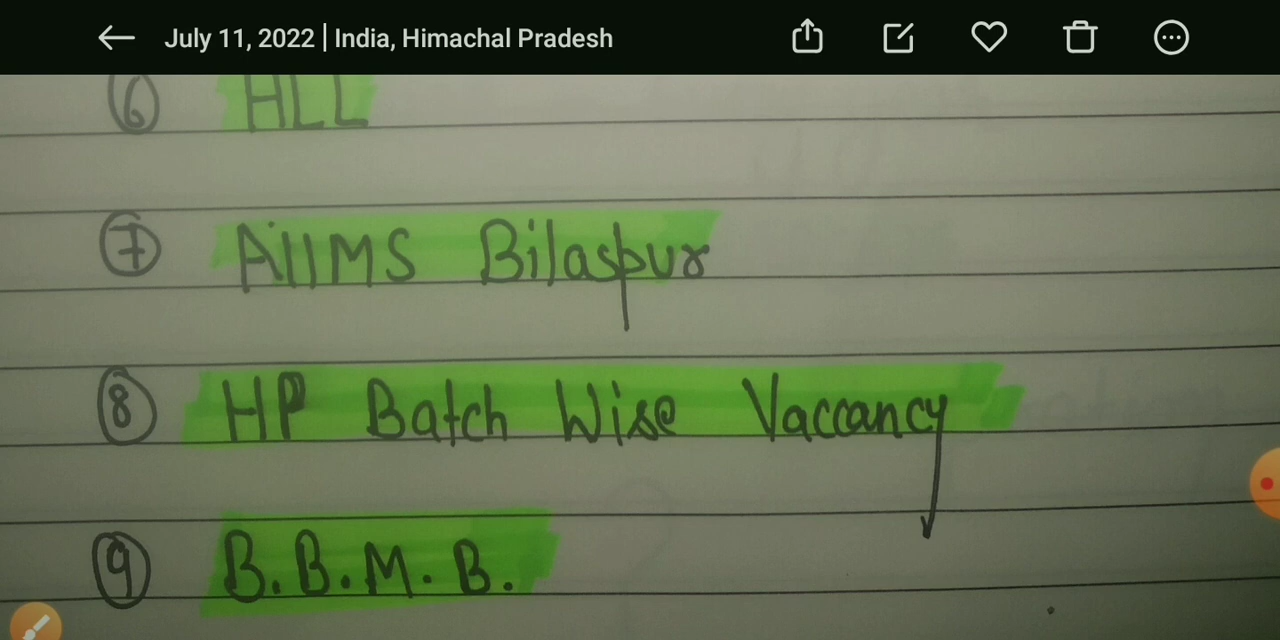 July 11, 2022 | India, Himachal Pradesh
6 HLL
7 AIIMS Bilaspur
8 HP Batch Wise Vaccancy
9 B.B.M.B.